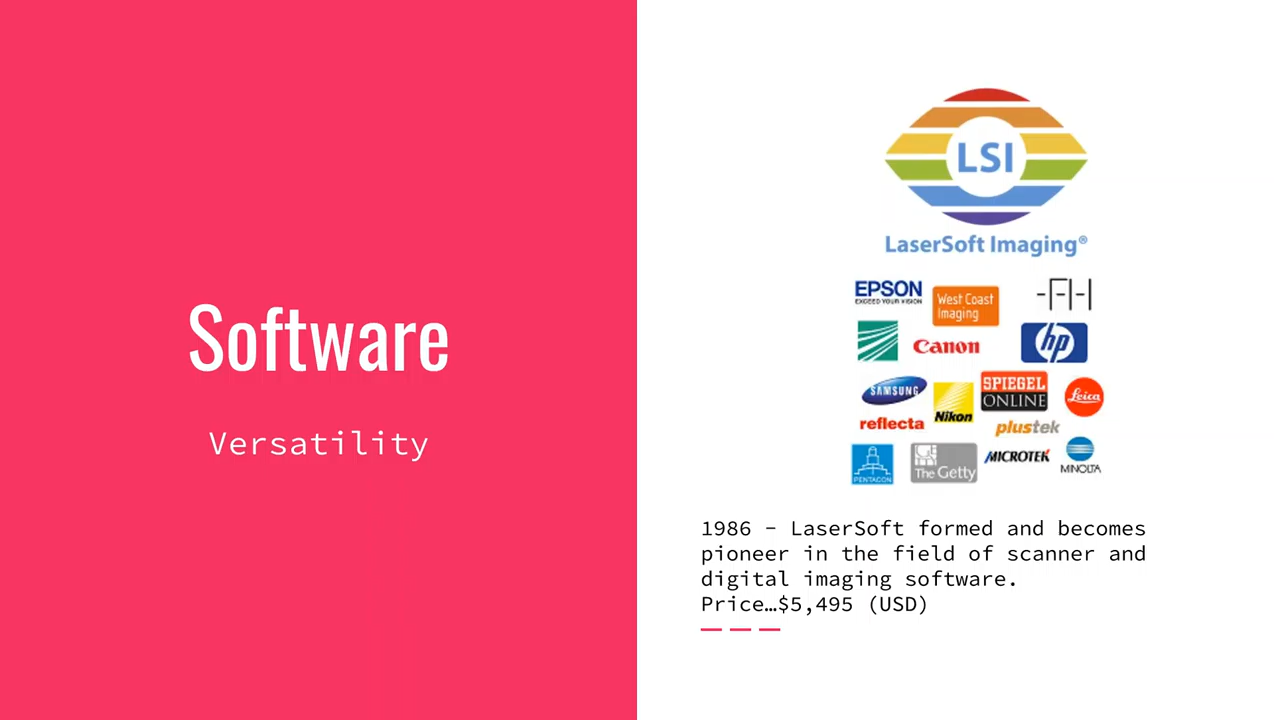 Software
Versatility
LSI
LaserSoft Imaging®
EPSON
EXCEED YOUR VISION
West Coast
Imaging
-FH
Canon
hp
SAMSUNG
Nikon
SPIEGEL
ONLINE
Leica
reflecta
plustek
PENTACON
The Getty
MICROTEK
MINOLTA
1986 – LaserSoft formed and becomes
pioneer in the field of scanner and
digital imaging software.
Price…$5,495 (USD)